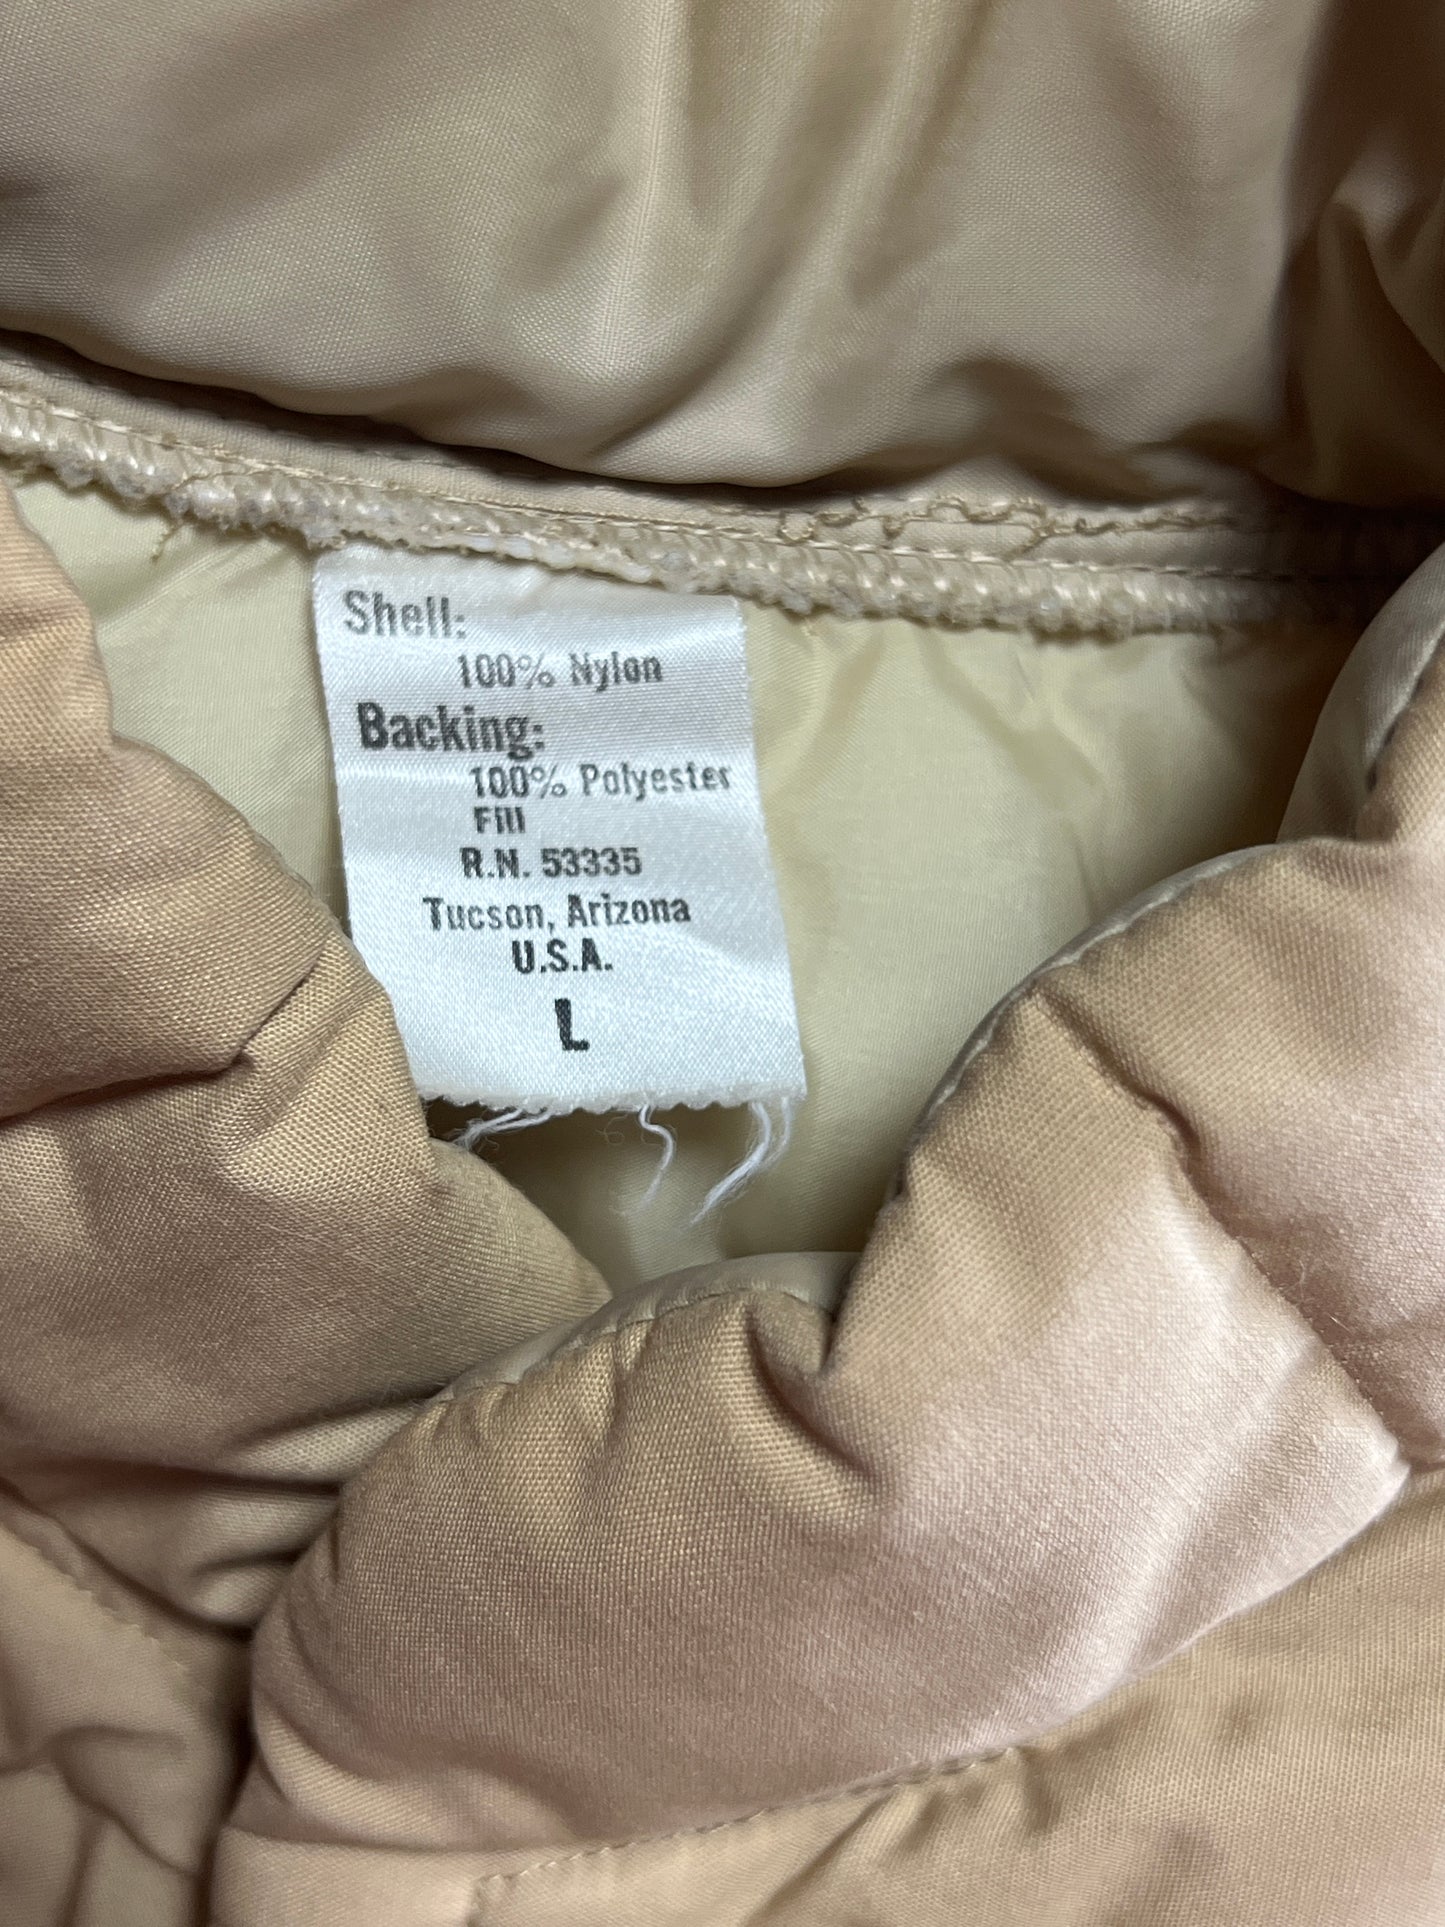 Shell:
100% Nylon
Backing:
100% Polyester
Fill
R.N. 53335
Tucson, Arizona
U.S.A.
L